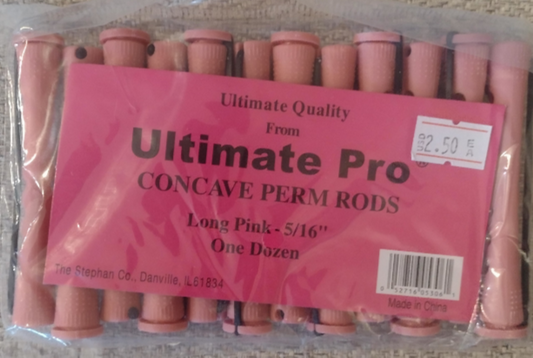 Ultimate Quality
From
Ultimate Pro®
CONCAVE PERM RODS
Long Pink - 5/16"
One Dozen
The Stephan Co., Danville, IL 61834
Made in China
$2.50 EA